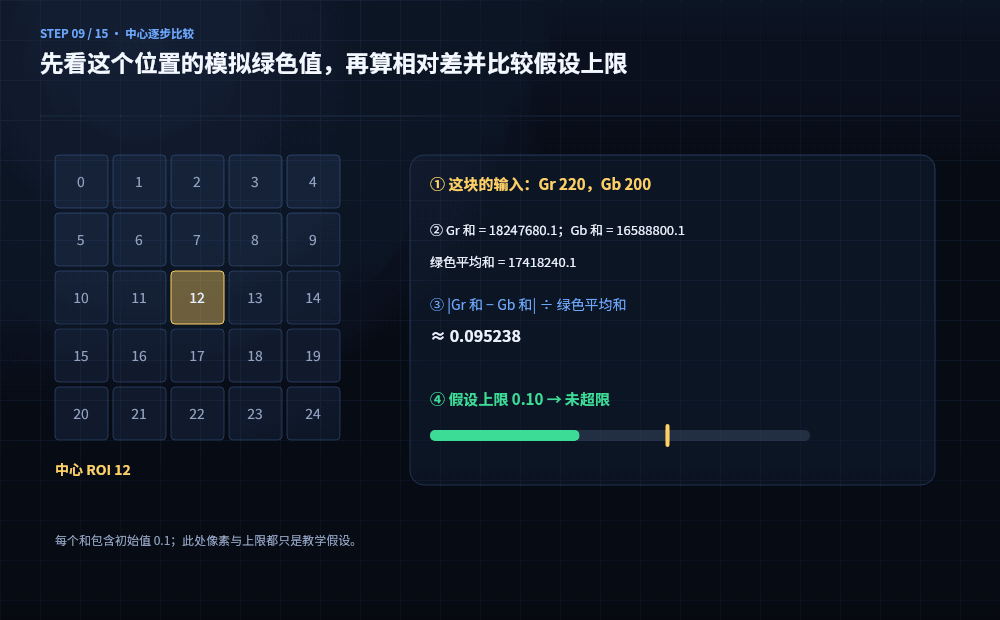 STEP 09 / 15 · 中心逐步比较
先看这个位置的模拟绿色值，再算相对差并比较假设上限
0 1 2 3 4
5 6 7 8 9
10 11 12 13 14
15 16 17 18 19
20 21 22 23 24
中心 ROI 12
① 这块的输入：Gr 220，Gb 200
② Gr 和 = 18247680.1；Gb 和 = 16588800.1
绿色平均和 = 17418240.1
③ |Gr 和 − Gb 和| ÷ 绿色平均和
≈ 0.095238
④ 假设上限 0.10 → 未超限
每个和包含初始值 0.1；此处像素与上限都只是教学假设。